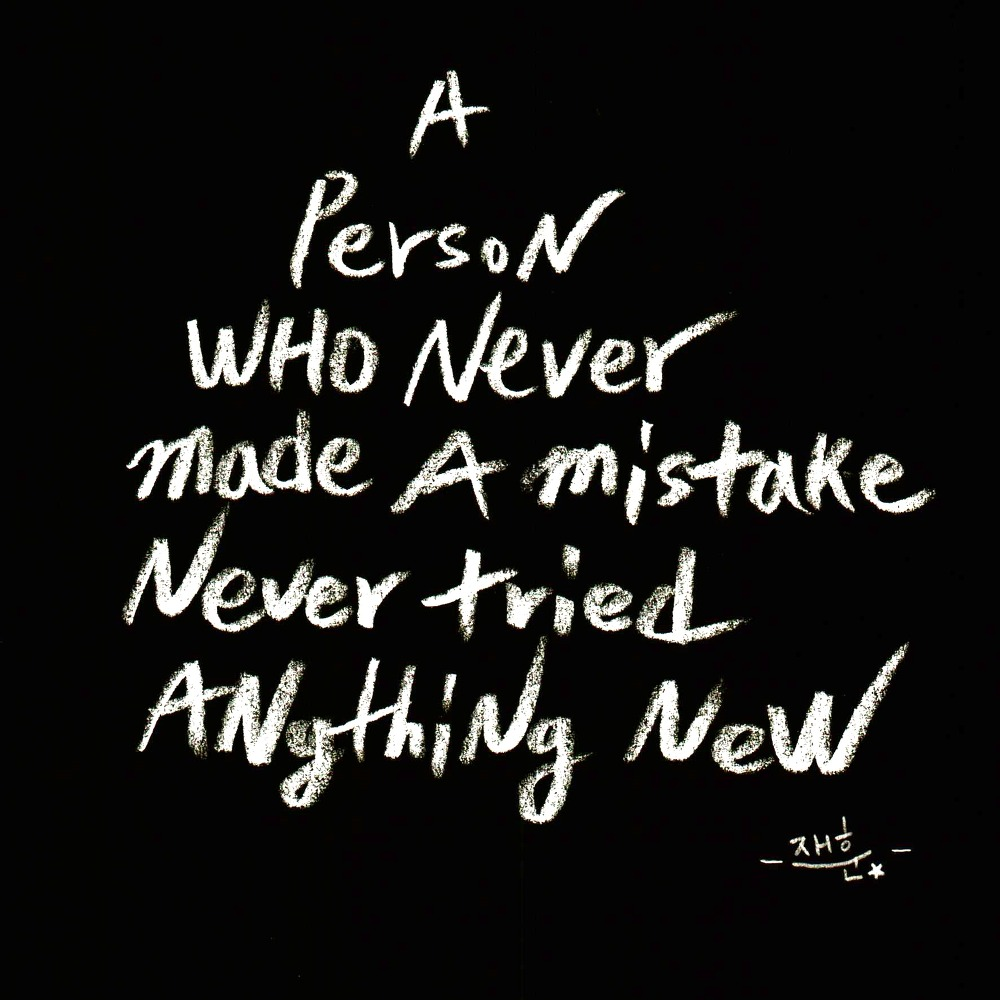 A
PersoN
WHO Never
made A mistake
Never tried
ANythiNg NeW
- 재훈 -